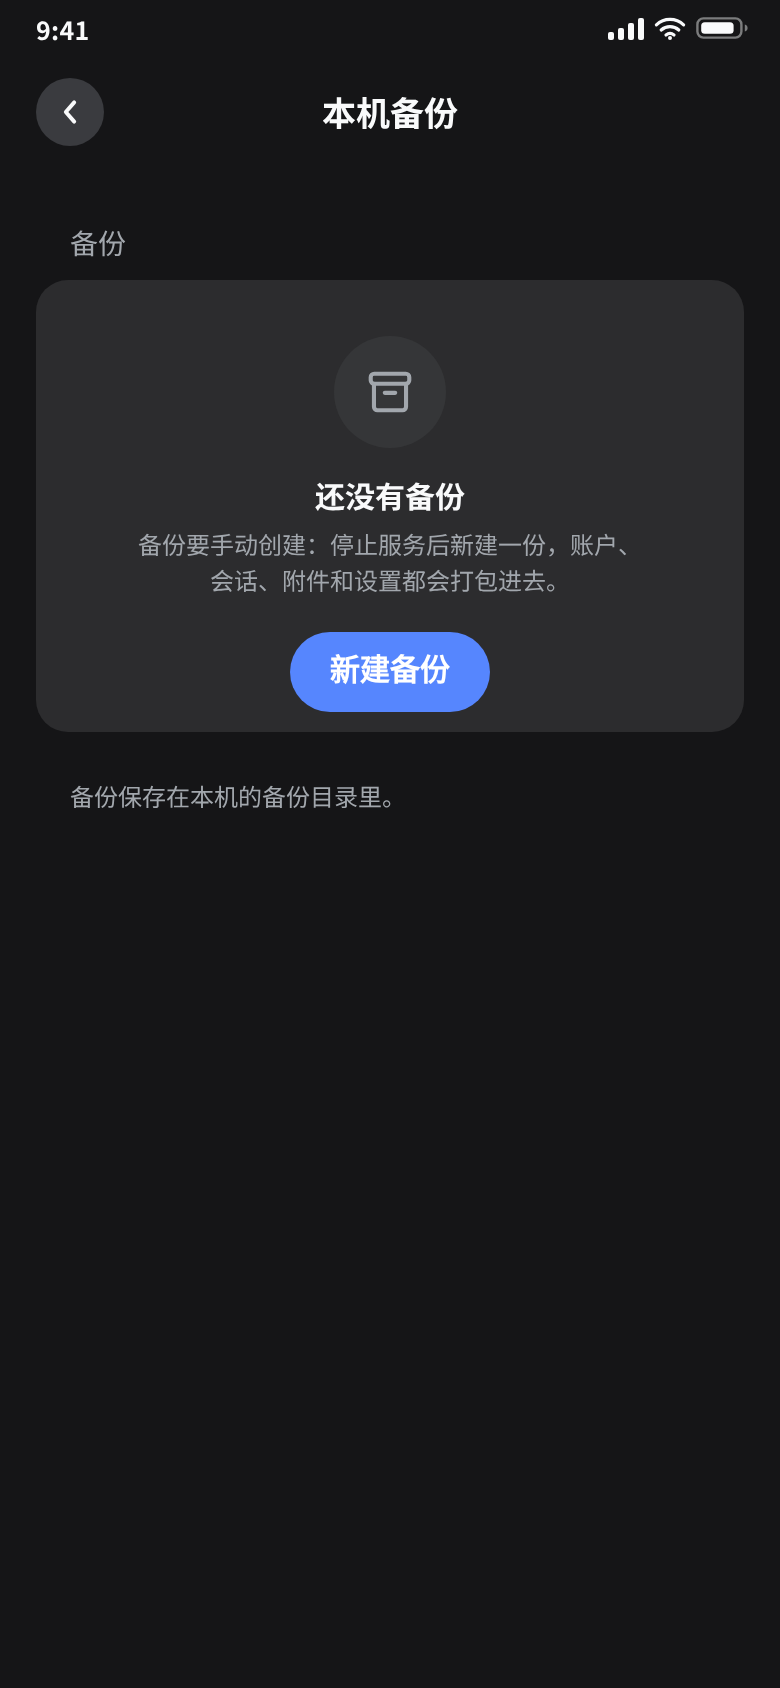 9:41
本机备份
备份
还没有备份
备份要手动创建：停止服务后新建一份，账户、
会话、附件和设置都会打包进去。
新建备份
备份保存在本机的备份目录里。